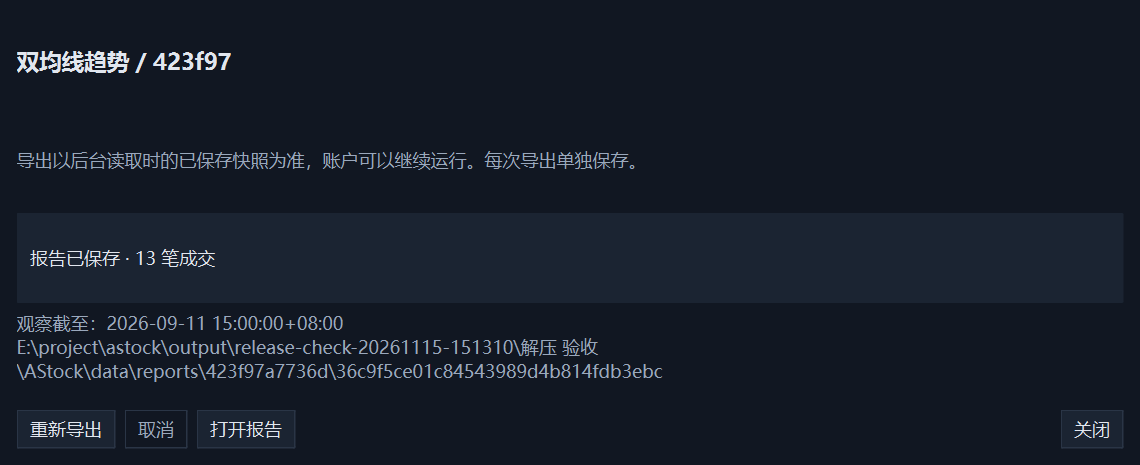 双均线趋势 / 423f97
导出以后台读取时的已保存快照为准，账户可以继续运行。每次导出单独保存。
报告已保存 · 13 笔成交
观察截至：2026-09-11 15:00:00+08:00
E:\project\astock\output\release-check-20261115-151310\解压 验收
\AStock\data\reports\423f97a7736d\36c9f5ce01c84543989d4b814fdb3ebc
重新导出 取消 打开报告 关闭